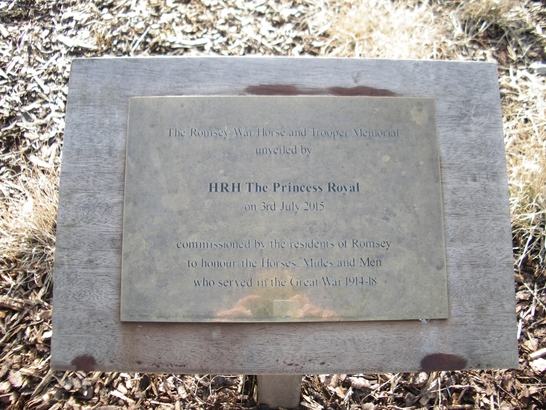 The Romsey War Horse and Trooper Memorial
unveiled by
HRH The Princess Royal
on 3rd July 2015
commissioned by the residents of Romsey
to honour the Horses, Mules and Men
who served in the Great War 1914-18